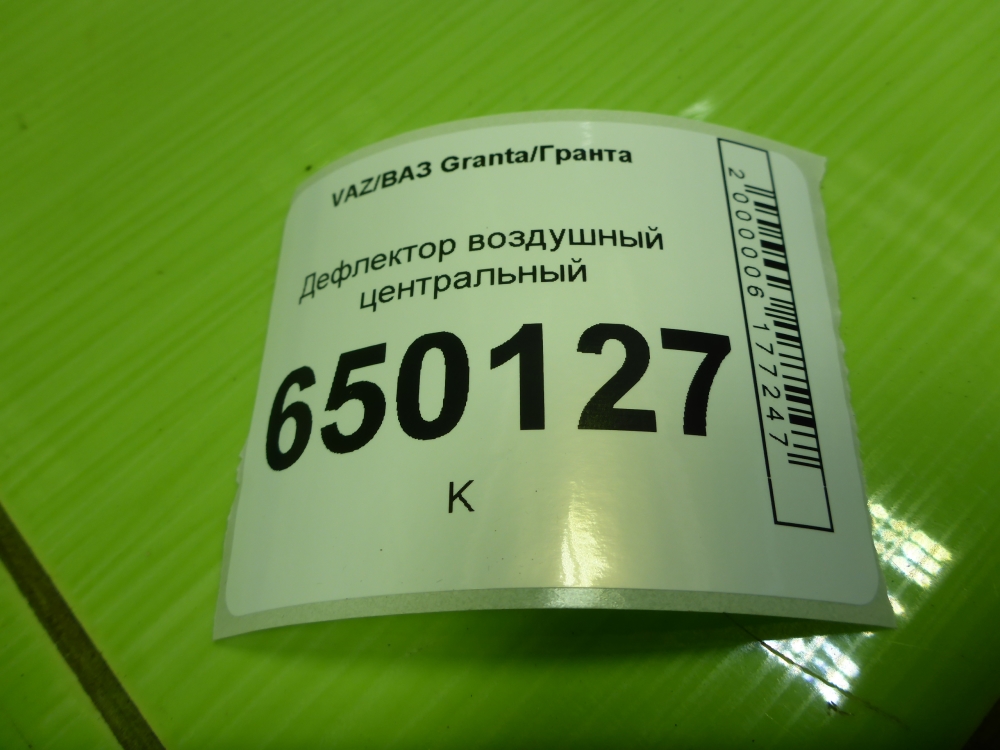 VAZ/ВАЗ Granta/Гранта
Дефлектор воздушный
центральный
650127
К
2000006177247